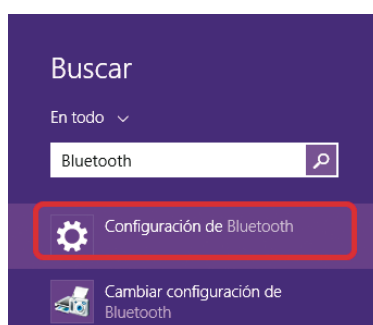 Buscar
En todo
Bluetooth
Configuración de Bluetooth
Cambiar configuración de
Bluetooth